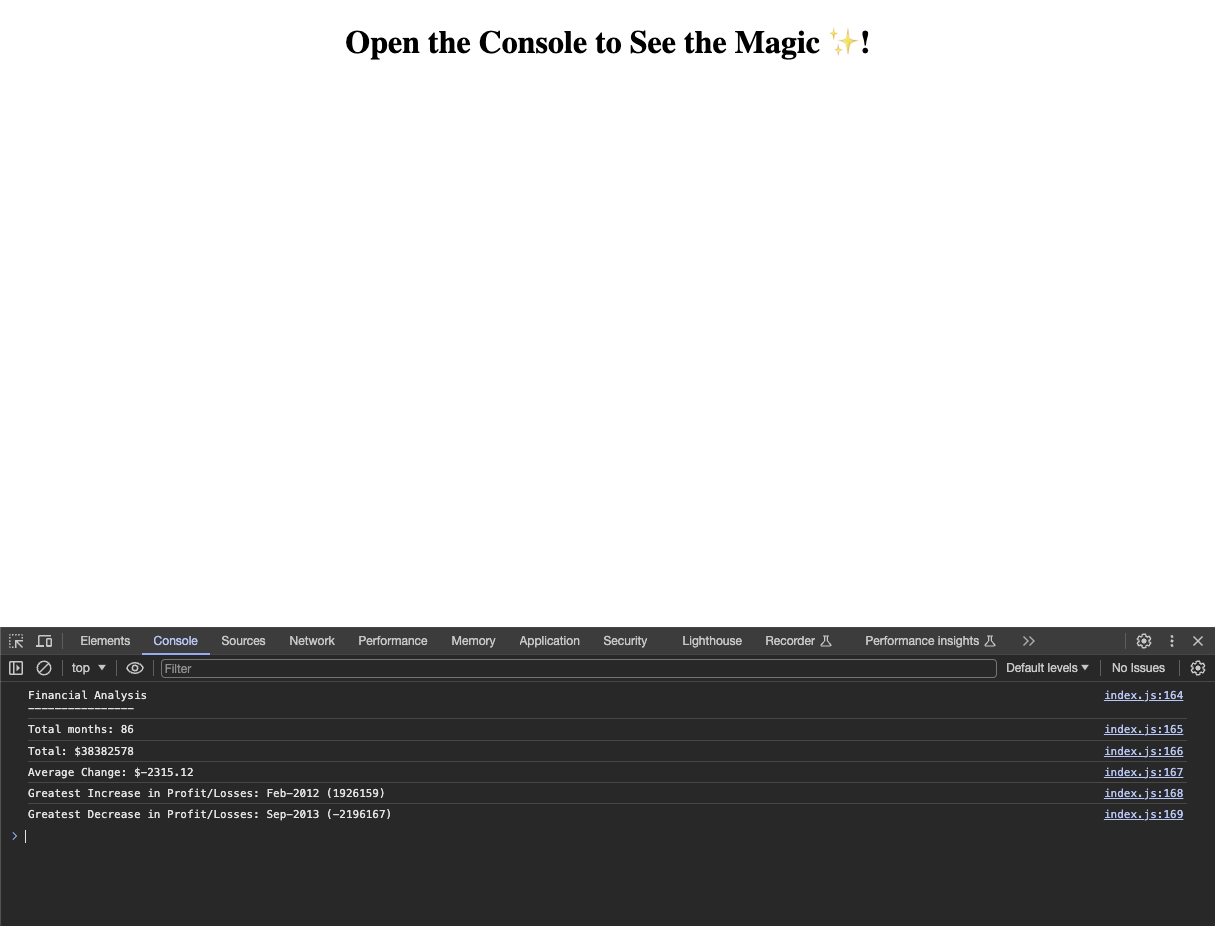 Open the Console to See the Magic ✨!
Elements Console Sources Network Performance Memory Application Security Lighthouse Recorder Performance insights
top Filter Default levels No Issues
Financial Analysis index.js:164
----------------
Total months: 86 index.js:165
Total: $38382578 index.js:166
Average Change: $-2315.12 index.js:167
Greatest Increase in Profit/Losses: Feb-2012 (1926159) index.js:168
Greatest Decrease in Profit/Losses: Sep-2013 (-2196167) index.js:169